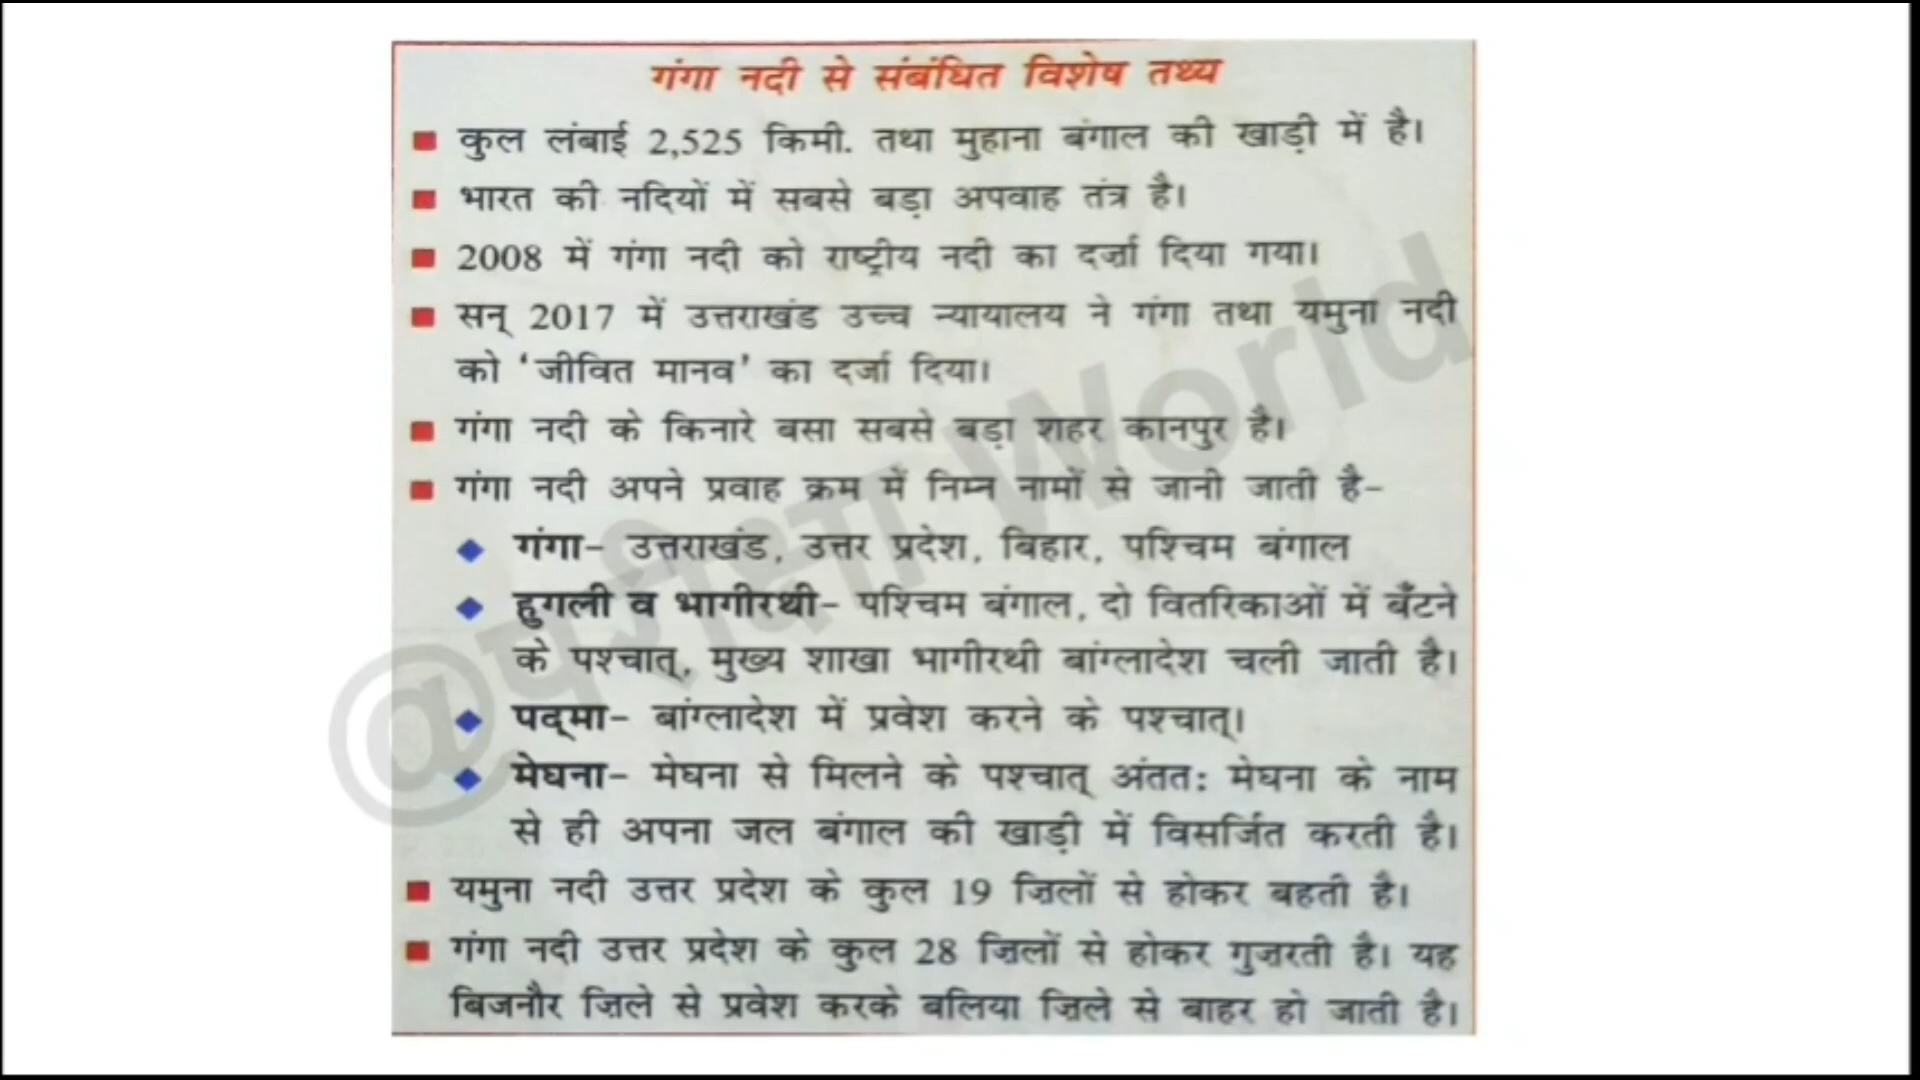 गंगा नदी से संबंधित विशेष तथ्य
कुल लंबाई 2,525 किमी. तथा मुहाना बंगाल की खाड़ी में है।
भारत की नदियों में सबसे बड़ा अपवाह तंत्र है।
2008 में गंगा नदी को राष्ट्रीय नदी का दर्ज़ा दिया गया।
सन् 2017 में उत्तराखंड उच्च न्यायालय ने गंगा तथा यमुना नदी
को ‘जीवित मानव’ का दर्जा दिया।
गंगा नदी के किनारे बसा सबसे बड़ा शहर कानपुर है।
गंगा नदी अपने प्रवाह क्रम में निम्न नामों से जानी जाती है-
गंगा- उत्तराखंड, उत्तर प्रदेश, बिहार, पश्चिम बंगाल
हुगली व भागीरथी- पश्चिम बंगाल, दो वितरिकाओं में बँटने
के पश्चात्, मुख्य शाखा भागीरथी बांग्लादेश चली जाती है।
पद्मा- बांग्लादेश में प्रवेश करने के पश्चात्।
मेघना- मेघना से मिलने के पश्चात् अंतत: मेघना के नाम
से ही अपना जल बंगाल की खाड़ी में विसर्जित करती है।
यमुना नदी उत्तर प्रदेश के कुल 19 ज़िलों से होकर बहती है।
गंगा नदी उत्तर प्रदेश के कुल 28 ज़िलों से होकर गुज़रती है। यह
बिजनौर ज़िले से प्रवेश करके बलिया ज़िले से बाहर हो जाती है।
@परीक्षा World